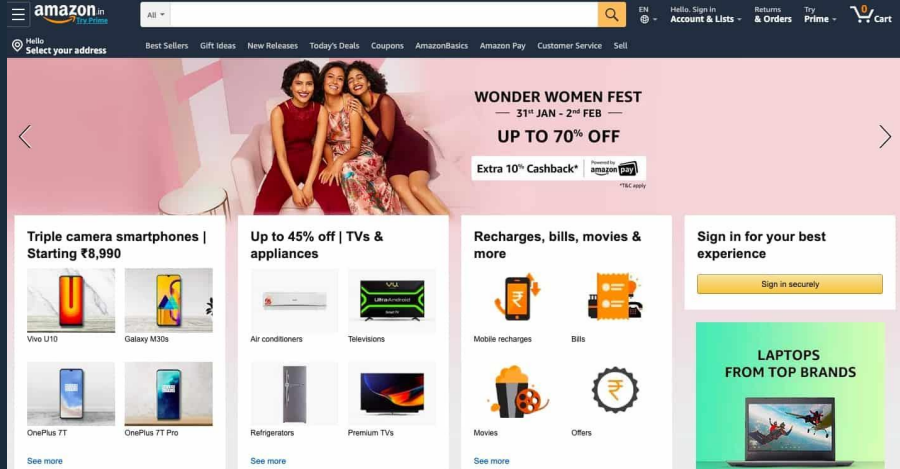 amazon.in
Try Prime
All
EN
Hello, Sign in
Account & Lists
Returns
& Orders
Try
Prime
0
Cart
Hello
Select your address
Best Sellers
Gift Ideas
New Releases
Today's Deals
Coupons
AmazonBasics
Amazon Pay
Customer Service
Sell
WONDER WOMEN FEST
31st JAN - 2nd FEB
UP TO 70% OFF
Extra 10% Cashback*
Powered by
amazon pay
*T&C apply
Triple camera smartphones |
Starting ₹8,990
Vivo U10
Galaxy M30s
OnePlus 7T
OnePlus 7T Pro
See more
Up to 45% off | TVs &
appliances
VU
UltraAndroid
Smart TV
Air conditioners
Televisions
Refrigerators
Premium TVs
See more
Recharges, bills, movies &
more
₹
Mobile recharges
Bills
₹
Movies
Offers
See more
Sign in for your best
experience
Sign in securely
LAPTOPS
FROM TOP BRANDS